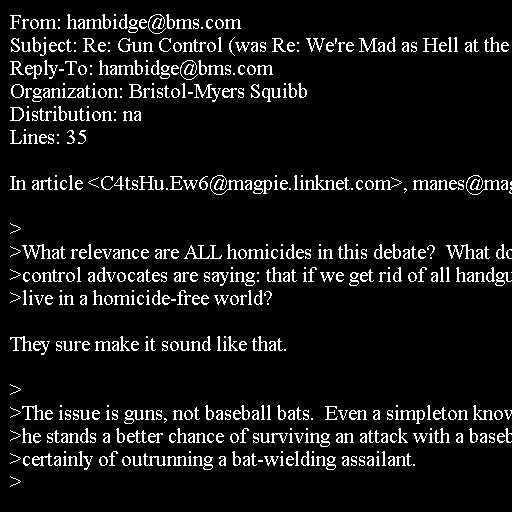 From: hambidge@bms.com
Subject: Re: Gun Control (was Re: We're Mad as Hell at the
Reply-To: hambidge@bms.com
Organization: Bristol-Myers Squibb
Distribution: na
Lines: 35
In article <C4tsHu.Ew6@magpie.linknet.com>, manes@mag
>
>What relevance are ALL homicides in this debate?  What do
>control advocates are saying: that if we get rid of all handgu
>live in a homicide-free world?
They sure make it sound like that.
>
>The issue is guns, not baseball bats.  Even a simpleton know
>he stands a better chance of surviving an attack with a baseb
>certainly of outrunning a bat-wielding assailant.
>